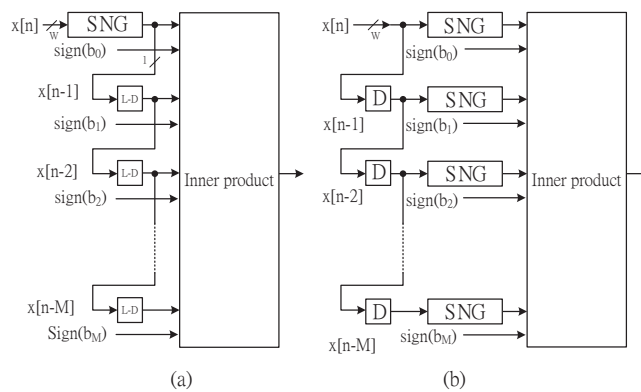 x[n]
W
SNG
sign(b0)
1
x[n-1]
L-D
sign(b1)
x[n-2]
L-D
sign(b2)
Inner product
x[n-M]
L-D
Sign(bM)
(a)
x[n]
W
SNG
sign(b0)
D
SNG
x[n-1]
sign(b1)
D
SNG
x[n-2]
sign(b2)
Inner product
D
SNG
x[n-M]
sign(bM)
(b)